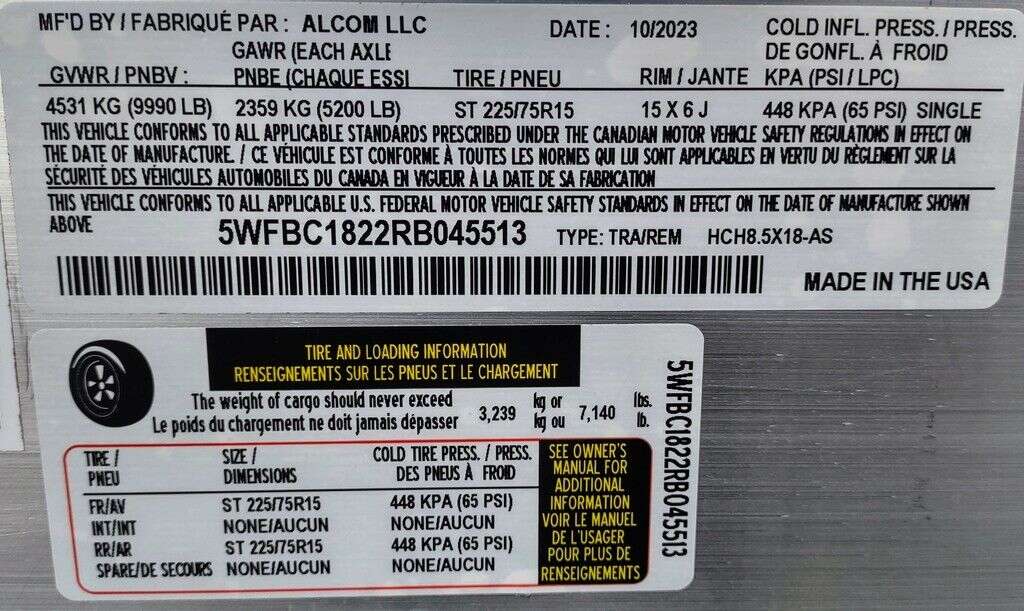 MF'D BY / FABRIQUÉ PAR : ALCOM LLC DATE : 10/2023 COLD INFL. PRESS. / PRESS.
GAWR (EACH AXLE DE GONFL. À FROID
GVWR / PNBV : PNBE (CHAQUE ESSI TIRE / PNEU RIM / JANTE KPA (PSI / LPC)
4531 KG (9990 LB) 2359 KG (5200 LB) ST 225/75R15 15 X 6 J 448 KPA (65 PSI) SINGLE
THIS VEHICLE CONFORMS TO ALL APPLICABLE STANDARDS PRESCRIBED UNDER THE CANADIAN MOTOR VEHICLE SAFETY REGULATIONS IN EFFECT ON
THE DATE OF MANUFACTURE. / CE VÉHICULE EST CONFORME À TOUTES LES NORMES QUI LUI SONT APPLICABLES EN VERTU DU RÈGLEMENT SUR LA
SÉCURITÉ DES VÉHICULES AUTOMOBILES DU CANADA EN VIGUEUR À LA DATE DE SA FABRICATION
THIS VEHICLE CONFORMS TO ALL APPLICABLE U.S. FEDERAL MOTOR VEHICLE SAFETY STANDARDS IN EFFECT ON THE DATE OF MANUFACTURE SHOWN
ABOVE 5WFBC1822RB045513 TYPE: TRA/REM HCH8.5X18-AS
MADE IN THE USA
TIRE AND LOADING INFORMATION
RENSEIGNEMENTS SUR LES PNEUS ET LE CHARGEMENT
The weight of cargo should never exceed 3,239 kg or 7,140 lbs.
Le poids du chargement ne doit jamais dépasser kg ou lb.
TIRE / SIZE / COLD TIRE PRESS. / PRESS.
PNEU DIMENSIONS DES PNEUS À FROID
FR/AV ST 225/75R15 448 KPA (65 PSI)
INT/INT NONE/AUCUN NONE/AUCUN
RR/AR ST 225/75R15 448 KPA (65 PSI)
SPARE/DE SECOURS NONE/AUCUN NONE/AUCUN
SEE OWNER'S
MANUAL FOR
ADDITIONAL
INFORMATION
VOIR LE MANUEL
DE L'USAGER
POUR PLUS DE
RENSEIGNEMENTS
5WFBC1822RB045513